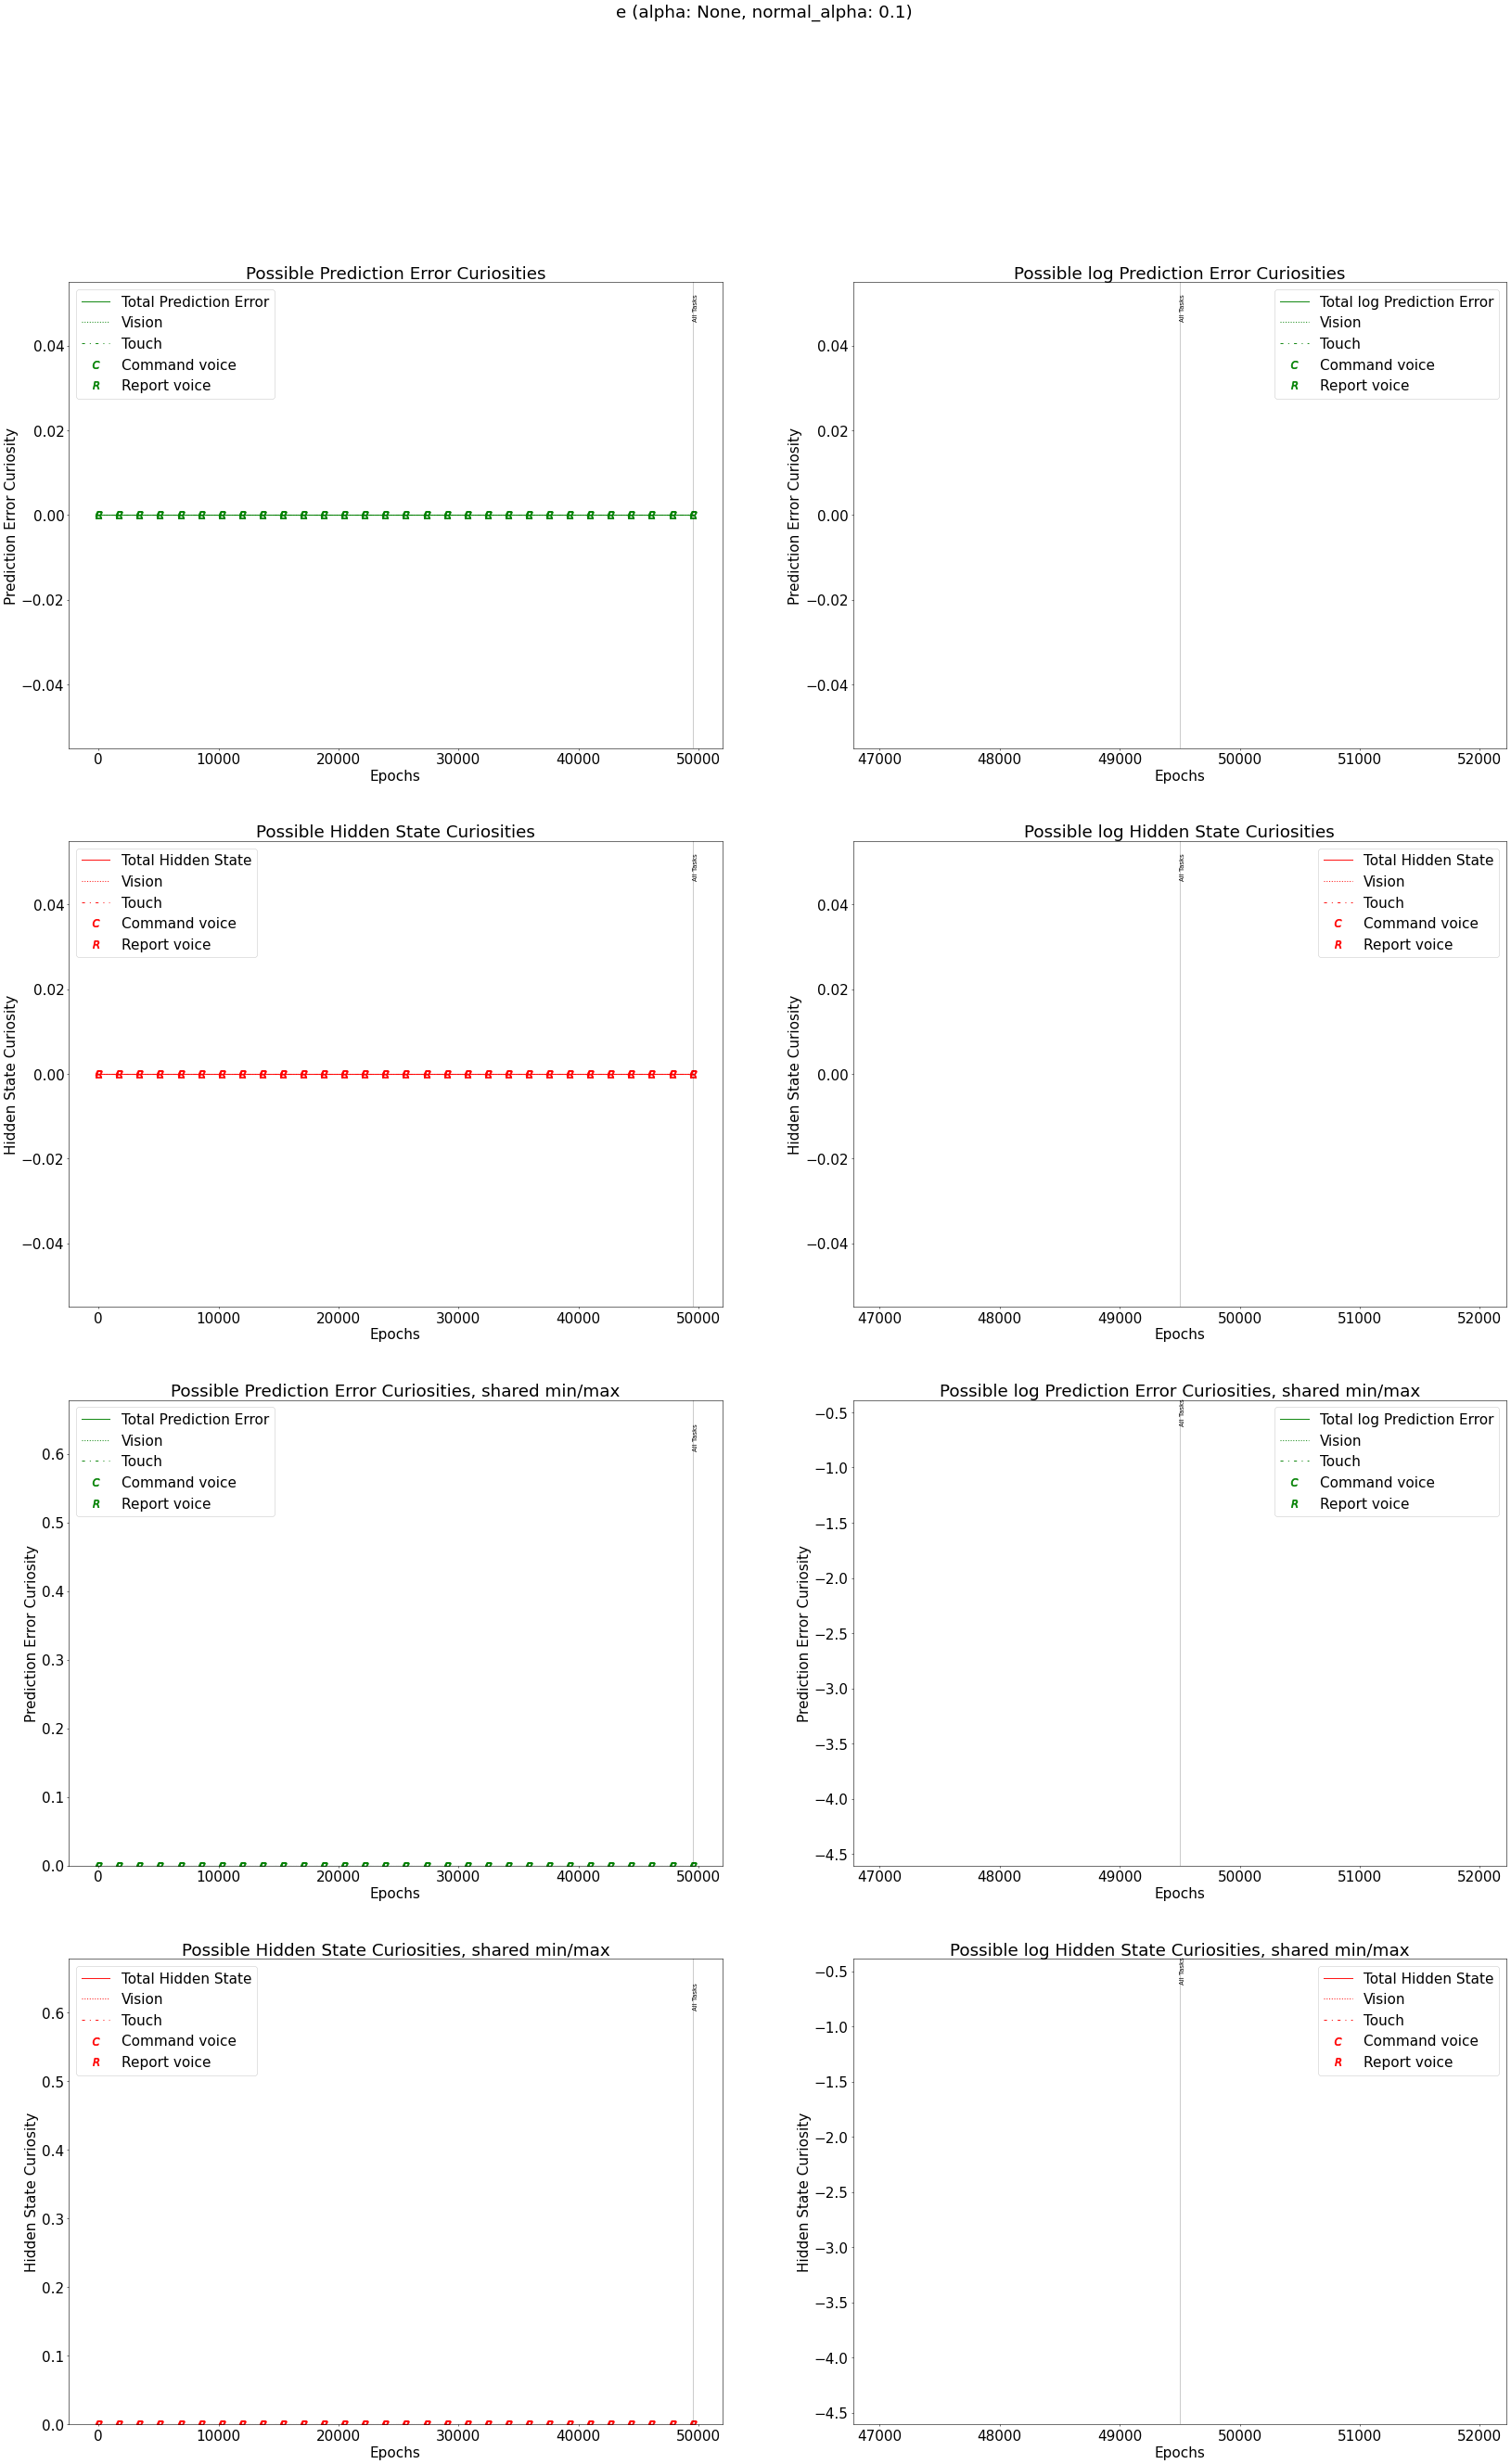 e (alpha: None, normal_alpha: 0.1)
Possible Prediction Error Curiosities
Total Prediction Error
Vision
Touch
C Command voice
R Report voice
All Tasks
0.04
0.02
0.00
−0.02
−0.04
Prediction Error Curiosity
0 10000 20000 30000 40000 50000
Epochs
Possible log Prediction Error Curiosities
Total log Prediction Error
Vision
Touch
C Command voice
R Report voice
All Tasks
0.04
0.02
0.00
−0.02
−0.04
Prediction Error Curiosity
47000 48000 49000 50000 51000 52000
Epochs
Possible Hidden State Curiosities
Total Hidden State
Vision
Touch
C Command voice
R Report voice
All Tasks
0.04
0.02
0.00
−0.02
−0.04
Hidden State Curiosity
0 10000 20000 30000 40000 50000
Epochs
Possible log Hidden State Curiosities
Total Hidden State
Vision
Touch
C Command voice
R Report voice
All Tasks
0.04
0.02
0.00
−0.02
−0.04
Hidden State Curiosity
47000 48000 49000 50000 51000 52000
Epochs
Possible Prediction Error Curiosities, shared min/max
Total Prediction Error
Vision
Touch
C Command voice
R Report voice
All Tasks
0.6
0.5
0.4
0.3
0.2
0.1
0.0
Prediction Error Curiosity
0 10000 20000 30000 40000 50000
Epochs
Possible log Prediction Error Curiosities, shared min/max
Total log Prediction Error
Vision
Touch
C Command voice
R Report voice
All Tasks
−0.5
−1.0
−1.5
−2.0
−2.5
−3.0
−3.5
−4.0
−4.5
Prediction Error Curiosity
47000 48000 49000 50000 51000 52000
Epochs
Possible Hidden State Curiosities, shared min/max
Total Hidden State
Vision
Touch
C Command voice
R Report voice
All Tasks
0.6
0.5
0.4
0.3
0.2
0.1
0.0
Hidden State Curiosity
0 10000 20000 30000 40000 50000
Epochs
Possible log Hidden State Curiosities, shared min/max
Total Hidden State
Vision
Touch
C Command voice
R Report voice
All Tasks
−0.5
−1.0
−1.5
−2.0
−2.5
−3.0
−3.5
−4.0
−4.5
Hidden State Curiosity
47000 48000 49000 50000 51000 52000
Epochs